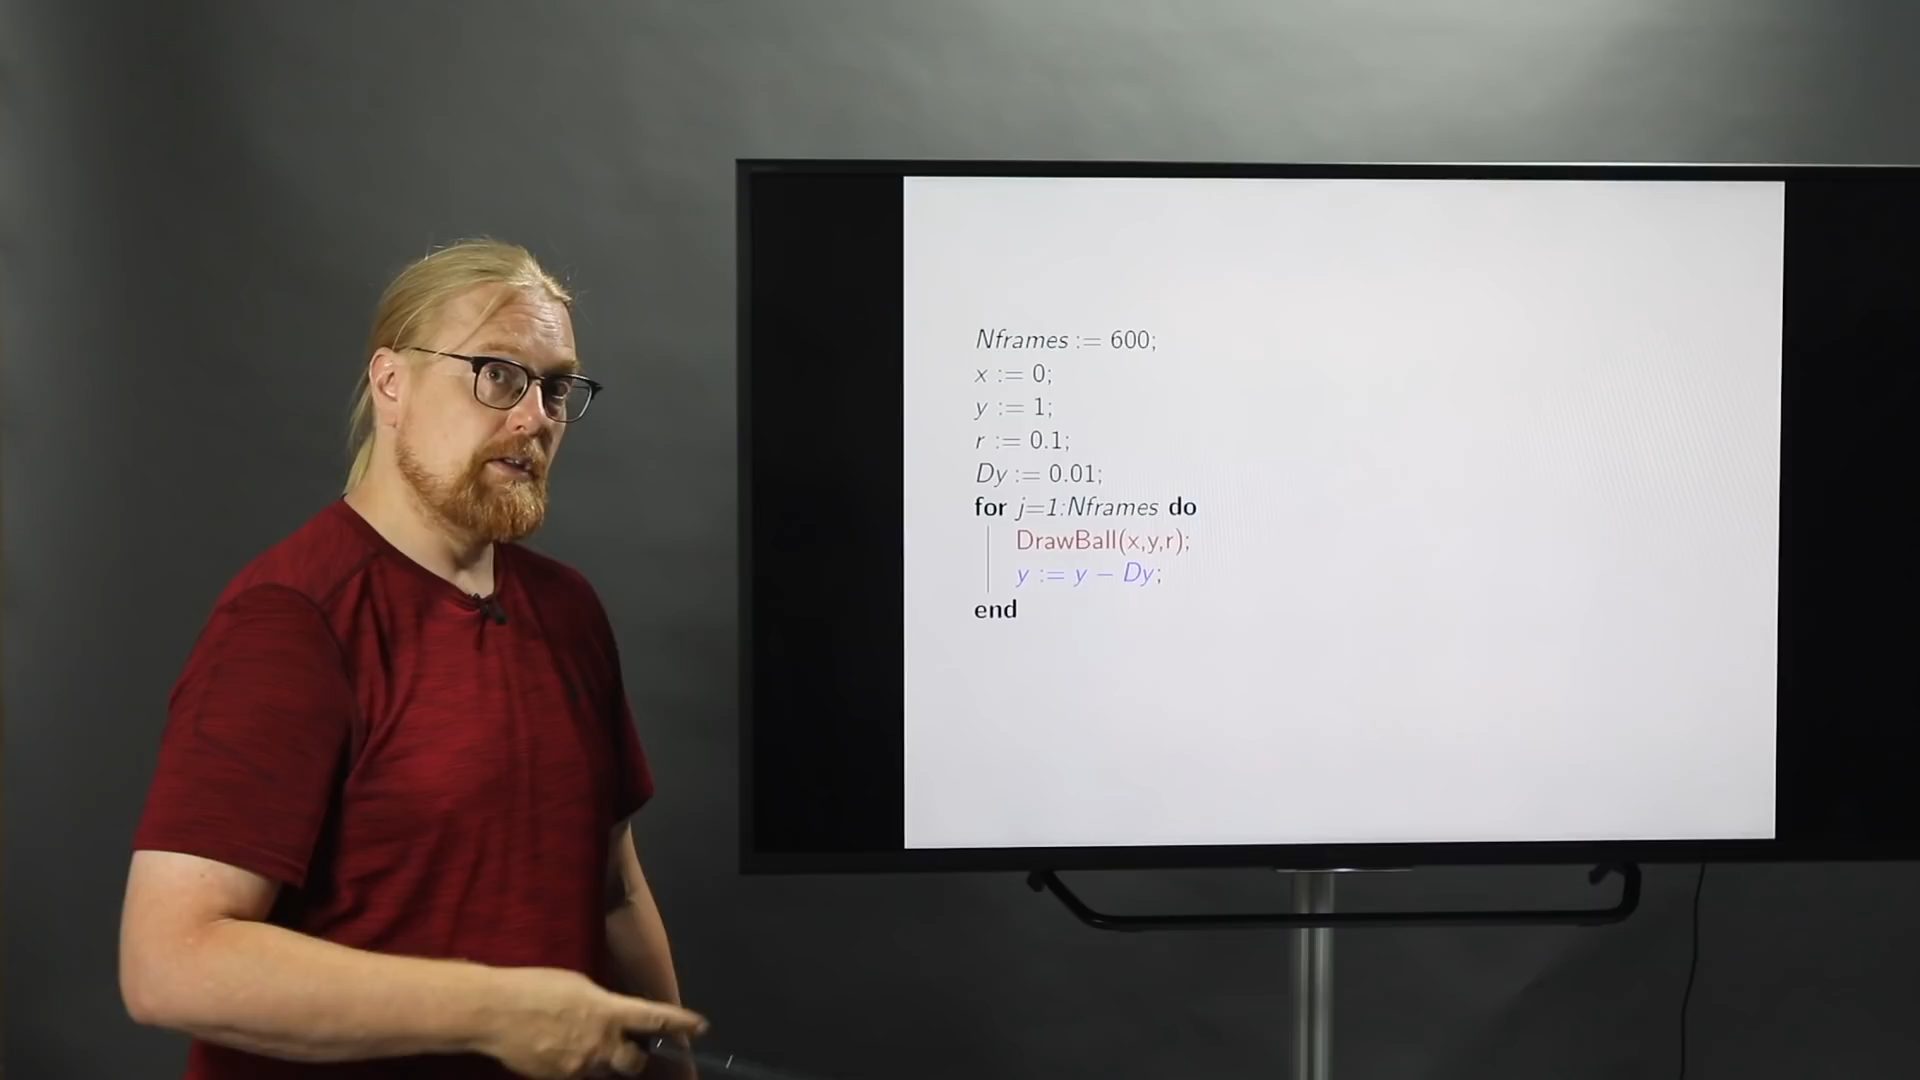 Nframes := 600;
x := 0;
y := 1;
r := 0.1;
Dy := 0.01;
for j=1:Nframes do
DrawBall(x,y,r);
y := y − Dy;
end